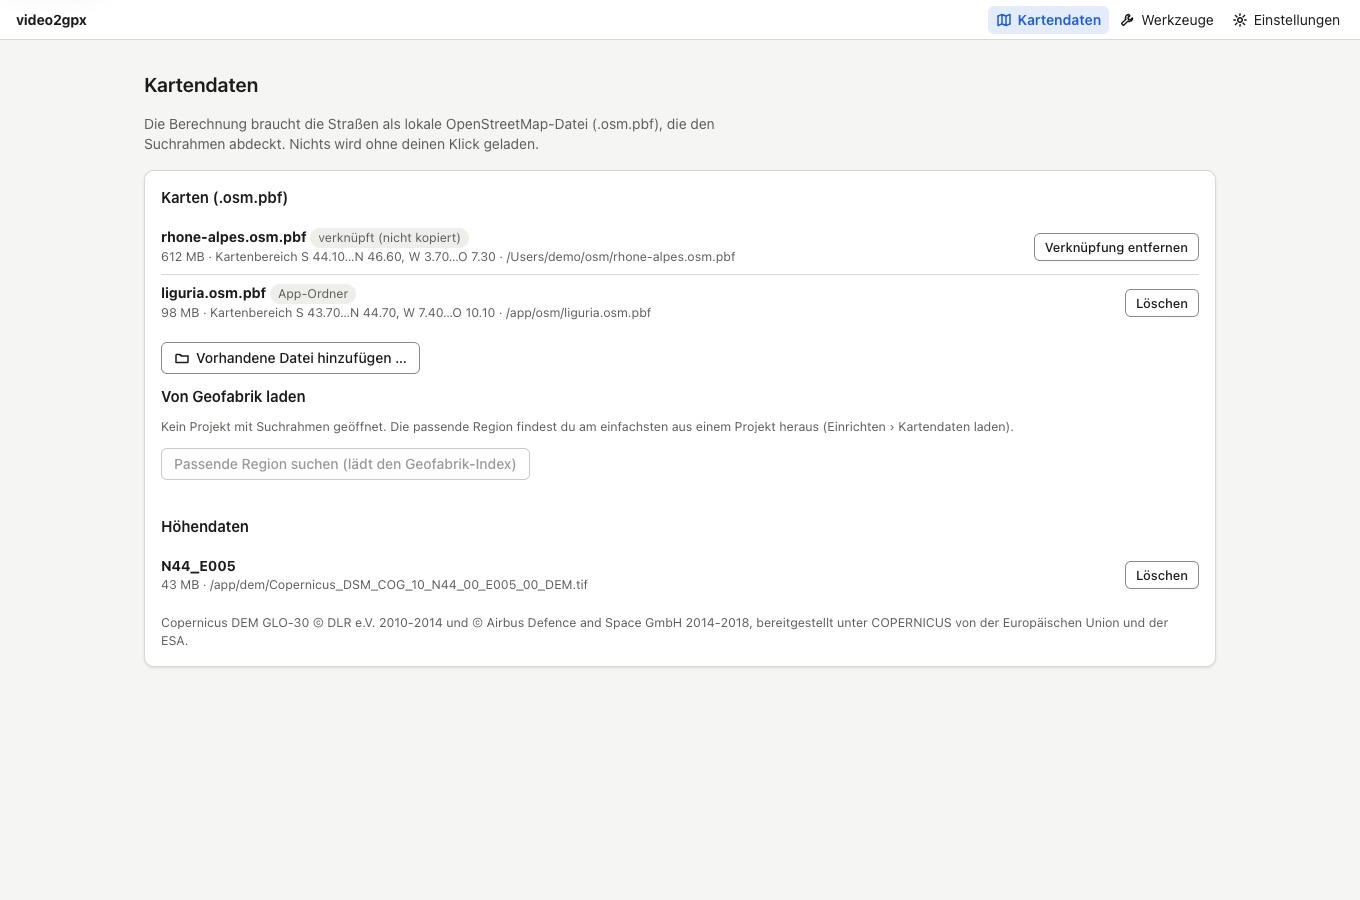 video2gpx
Kartendaten
Werkzeuge
Einstellungen
Kartendaten
Die Berechnung braucht die Straßen als lokale OpenStreetMap-Datei (.osm.pbf), die den
Suchrahmen abdeckt. Nichts wird ohne deinen Klick geladen.
Karten (.osm.pbf)
rhone-alpes.osm.pbf verknüpft (nicht kopiert)
612 MB · Kartenbereich S 44.10…N 46.60, W 3.70…O 7.30 · /Users/demo/osm/rhone-alpes.osm.pbf
Verknüpfung entfernen
liguria.osm.pbf App-Ordner
98 MB · Kartenbereich S 43.70…N 44.70, W 7.40…O 10.10 · /app/osm/liguria.osm.pbf
Löschen
Vorhandene Datei hinzufügen …
Von Geofabrik laden
Kein Projekt mit Suchrahmen geöffnet. Die passende Region findest du am einfachsten aus einem Projekt heraus (Einrichten › Kartendaten laden).
Passende Region suchen (lädt den Geofabrik-Index)
Höhendaten
N44_E005
43 MB · /app/dem/Copernicus_DSM_COG_10_N44_00_E005_00_DEM.tif
Löschen
Copernicus DEM GLO-30 © DLR e.V. 2010-2014 und © Airbus Defence and Space GmbH 2014-2018, bereitgestellt unter COPERNICUS von der Europäischen Union und der
ESA.